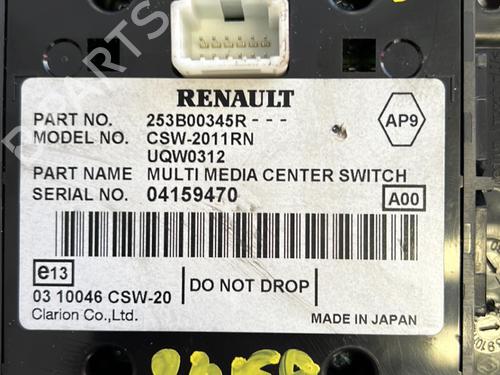 RENAULT
PART NO. 253B00345R - - -
AP9
MODEL NO. CSW-2011RN
UQW0312
PART NAME MULTI MEDIA CENTER SWITCH
SERIAL NO. 04159470
A00
e13
DO NOT DROP
03 10046 CSW-20
Clarion Co.,Ltd.
MADE IN JAPAN